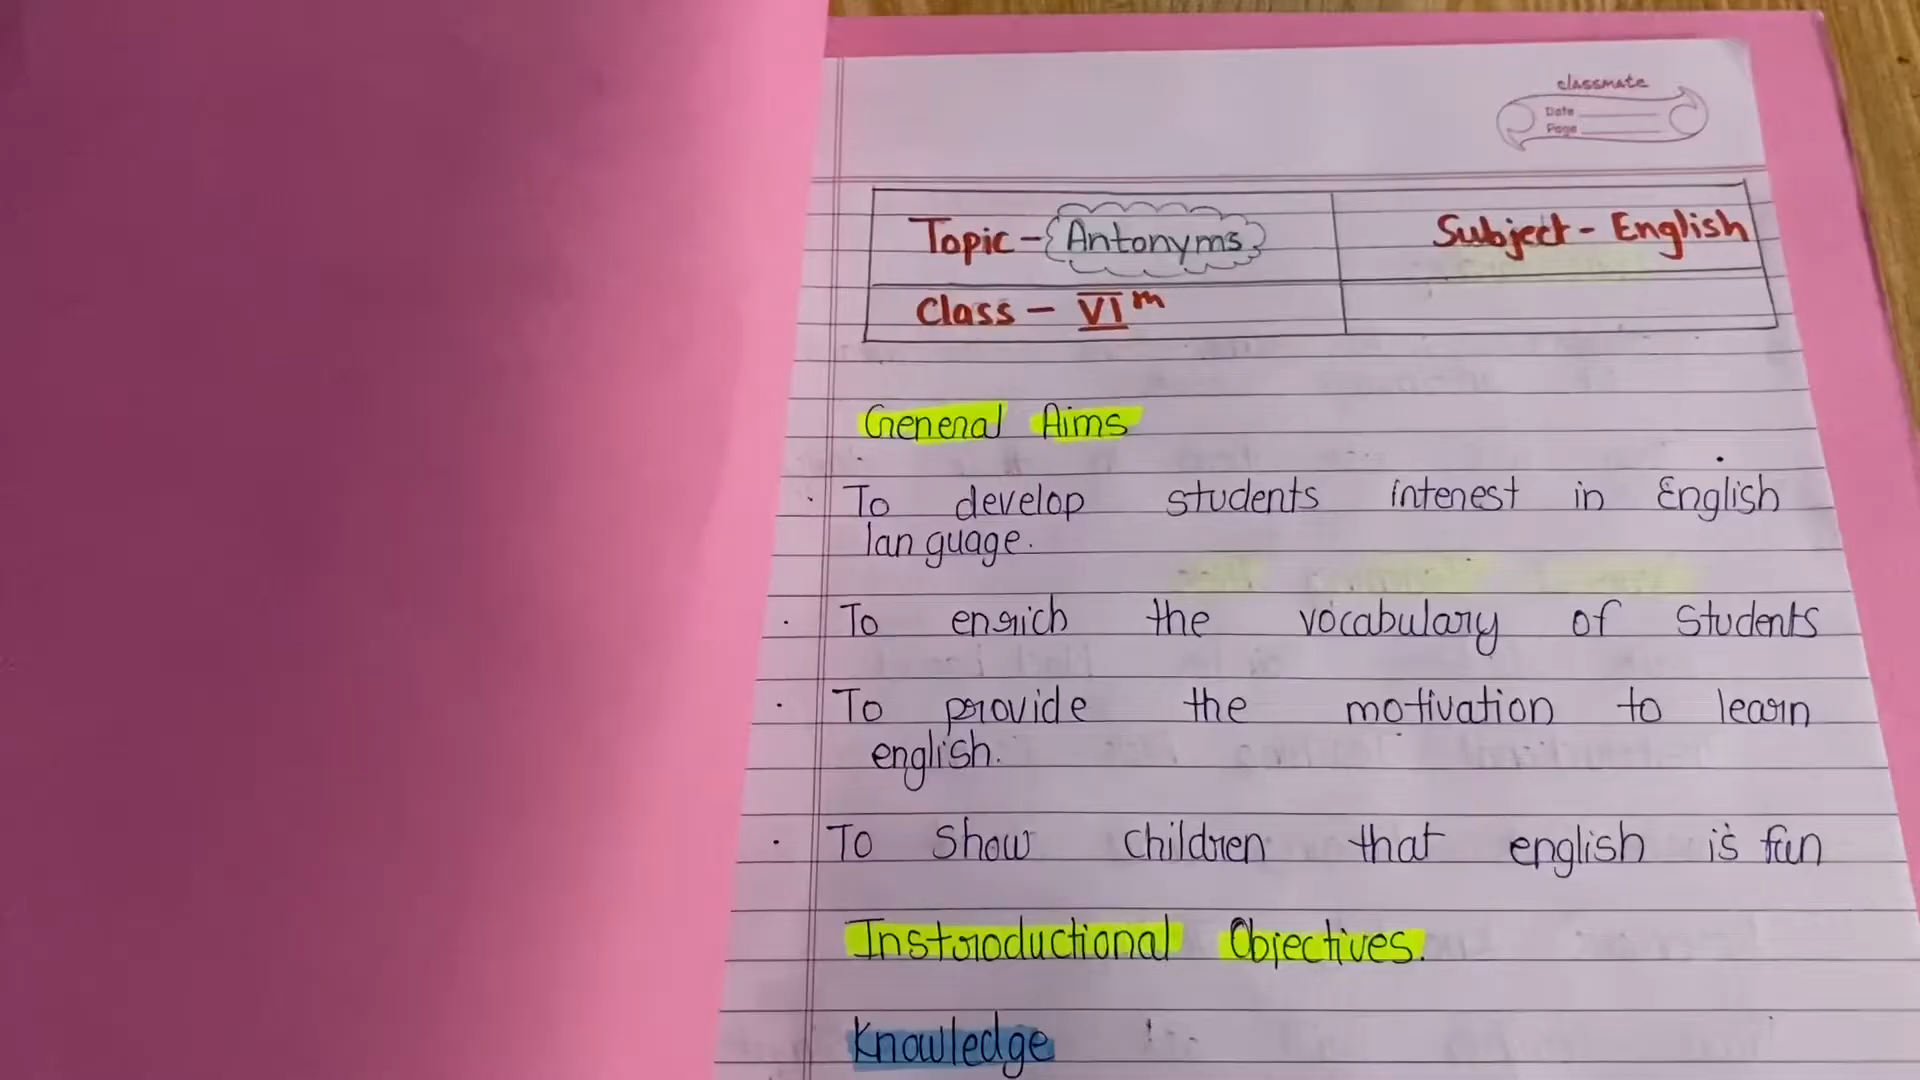 classmate
Date
Page
Topic - Antonyms
Subject - English
Class - VIth
General Aims
· To develop students interest in English
language.
· To enrich the vocabulary of students
· To provide the motivation to learn
english.
· To show children that english is fun
Instroductional Objectives.
Knowledge